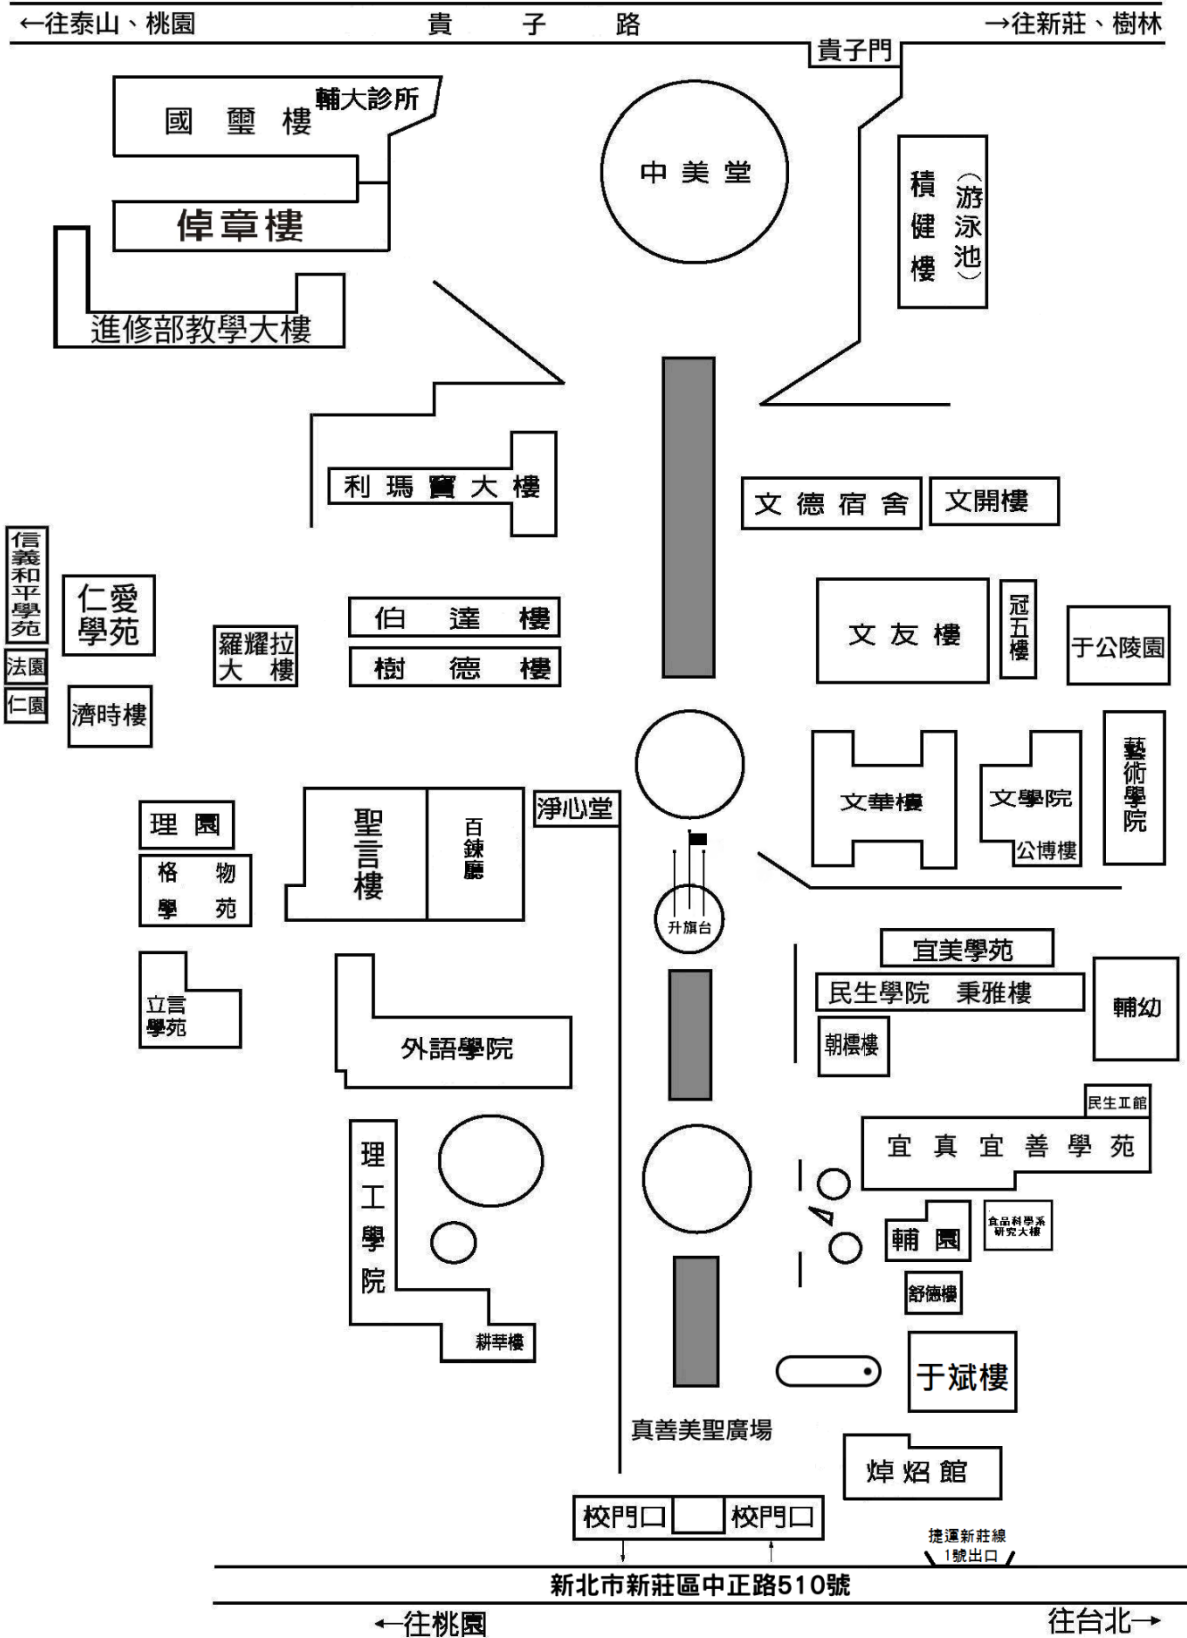 ←往泰山、桃園
貴子路
→往新莊、樹林
貴子門
輔大診所
國璽樓
中美堂
積健樓
（游泳池）
倬章樓
進修部教學大樓
利瑪竇大樓
文德宿舍
文開樓
信義和平學苑
仁愛
學苑
伯達樓
文友樓
冠五樓
于公陵園
羅耀拉
大樓
樹德樓
法園
仁園
濟時樓
藝術學院
文華樓
文學院
公博樓
淨心堂
理園
聖言樓
百鍊廳
格物
學苑
升旗台
宜美學苑
民生學院 秉雅樓
輔幼
立言
學苑
外語學院
朝橒樓
民生工館
宜真宜善學苑
理工學院
輔園
食品科學系
研究大樓
舒德樓
耕莘樓
于斌樓
真善美聖廣場
焯炤館
校門口
校門口
捷運新莊線
1號出口
新北市新莊區中正路510號
←往桃園
往台北→